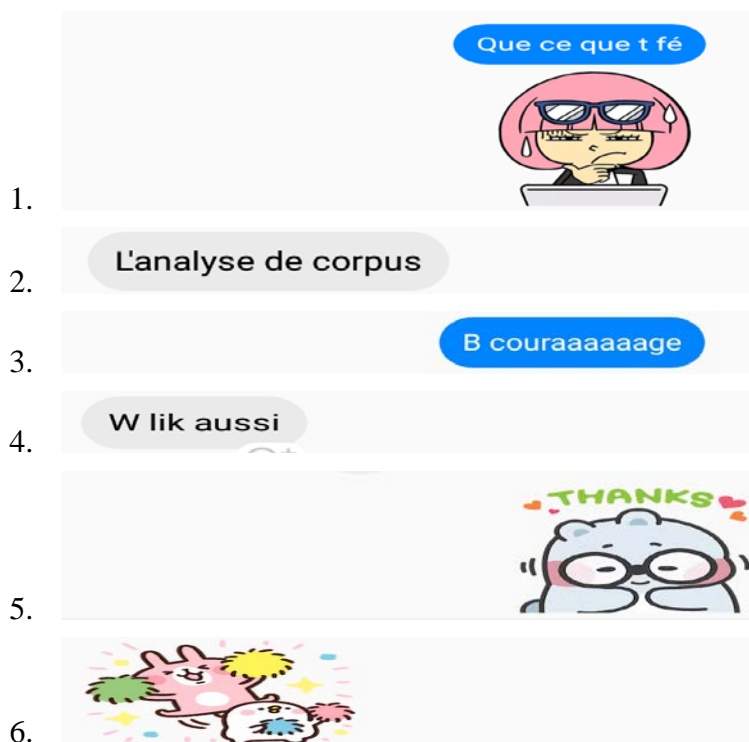 Que ce que t fé
1.
L'analyse de corpus
2.
B couraaaaaage
3.
W lik aussi
4.
THANKS
5.
6.